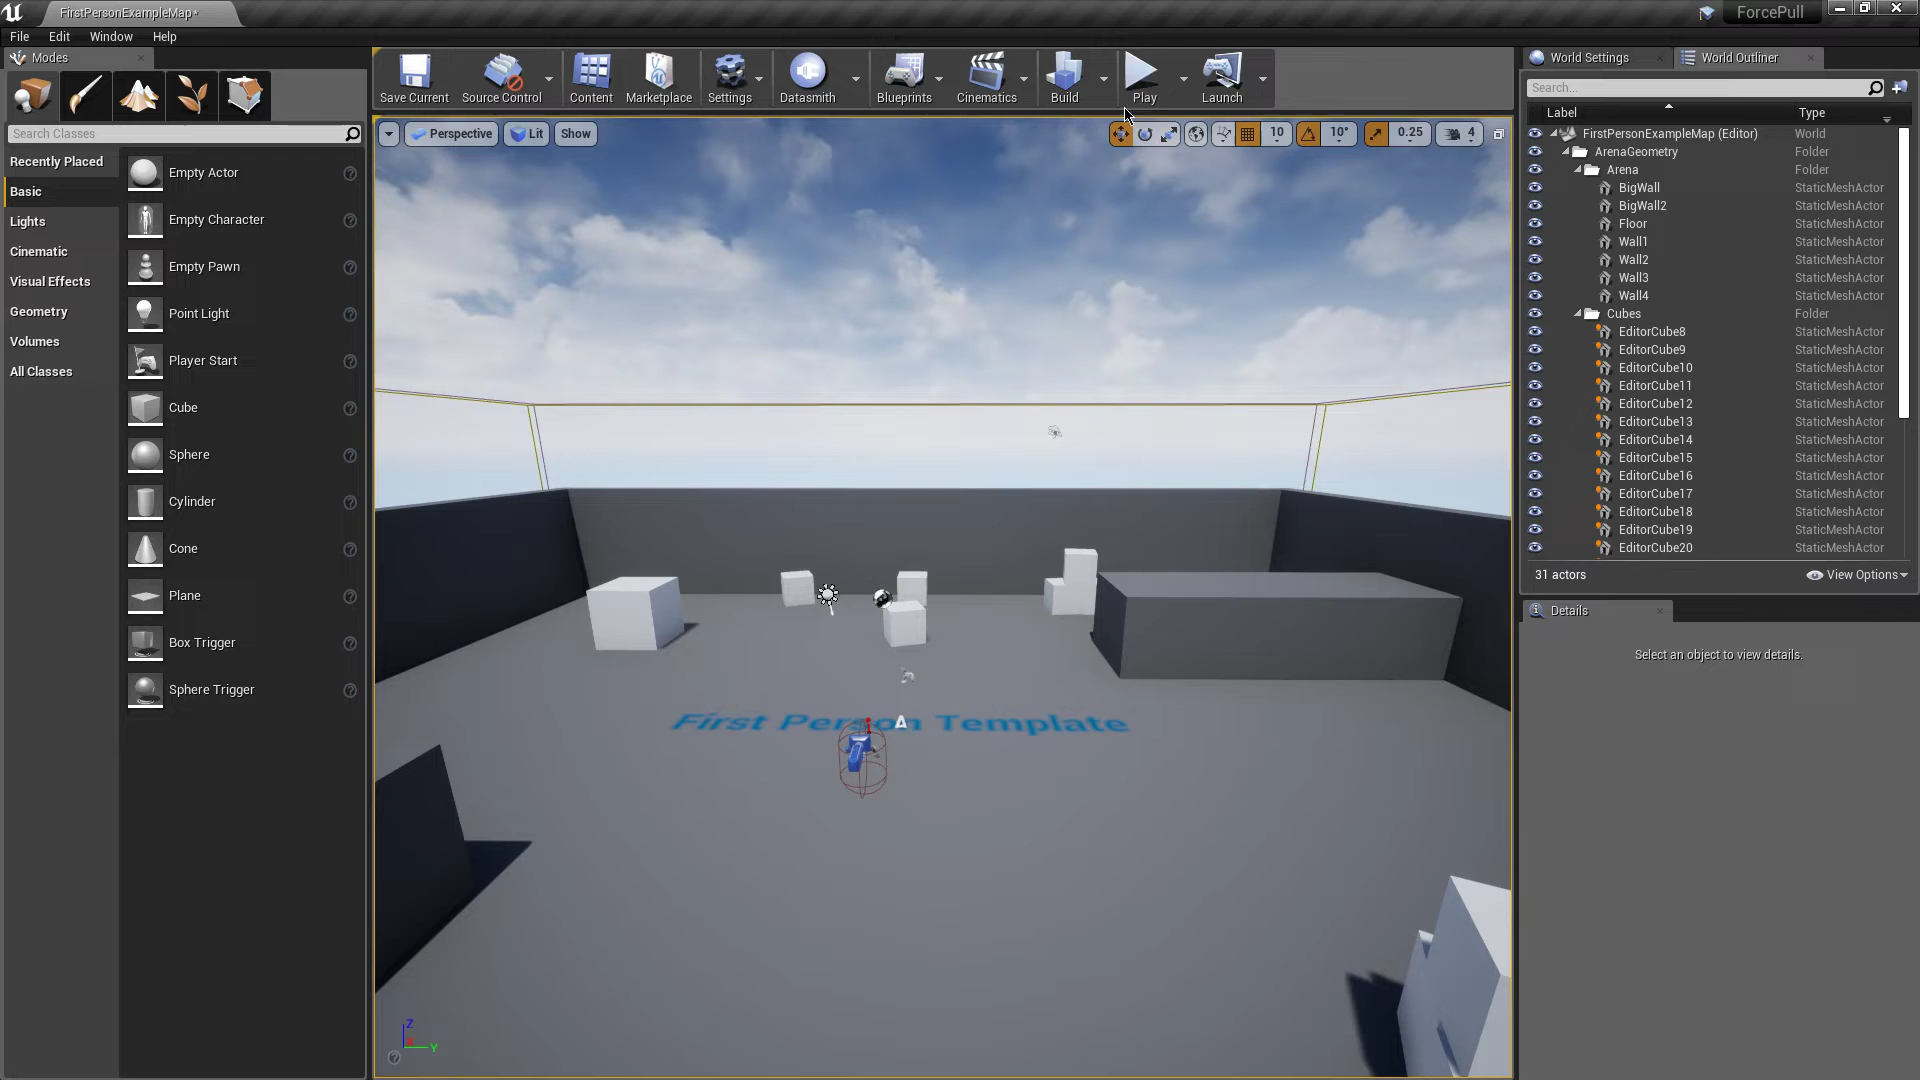 FirstPersonExampleMap*
ForcePull
File Edit Window Help
Modes
Save Current
Source Control
Content
Marketplace
Settings
Datasmith
Blueprints
Cinematics
Build
Play
Launch
Search Classes
Recently Placed
Basic
Lights
Cinematic
Visual Effects
Geometry
Volumes
All Classes
Empty Actor
Empty Character
Empty Pawn
Point Light
Player Start
Cube
Sphere
Cylinder
Cone
Plane
Box Trigger
Sphere Trigger
Perspective
Lit
Show
10
10°
0.25
4
First Person Template
Z
X
Y
World Settings
World Outliner
Search...
Label Type
FirstPersonExampleMap (Editor) World
ArenaGeometry Folder
Arena Folder
BigWall StaticMeshActor
BigWall2 StaticMeshActor
Floor StaticMeshActor
Wall1 StaticMeshActor
Wall2 StaticMeshActor
Wall3 StaticMeshActor
Wall4 StaticMeshActor
Cubes Folder
EditorCube8 StaticMeshActor
EditorCube9 StaticMeshActor
EditorCube10 StaticMeshActor
EditorCube11 StaticMeshActor
EditorCube12 StaticMeshActor
EditorCube13 StaticMeshActor
EditorCube14 StaticMeshActor
EditorCube15 StaticMeshActor
EditorCube16 StaticMeshActor
EditorCube17 StaticMeshActor
EditorCube18 StaticMeshActor
EditorCube19 StaticMeshActor
EditorCube20 StaticMeshActor
31 actors
View Options
Details
Select an object to view details.